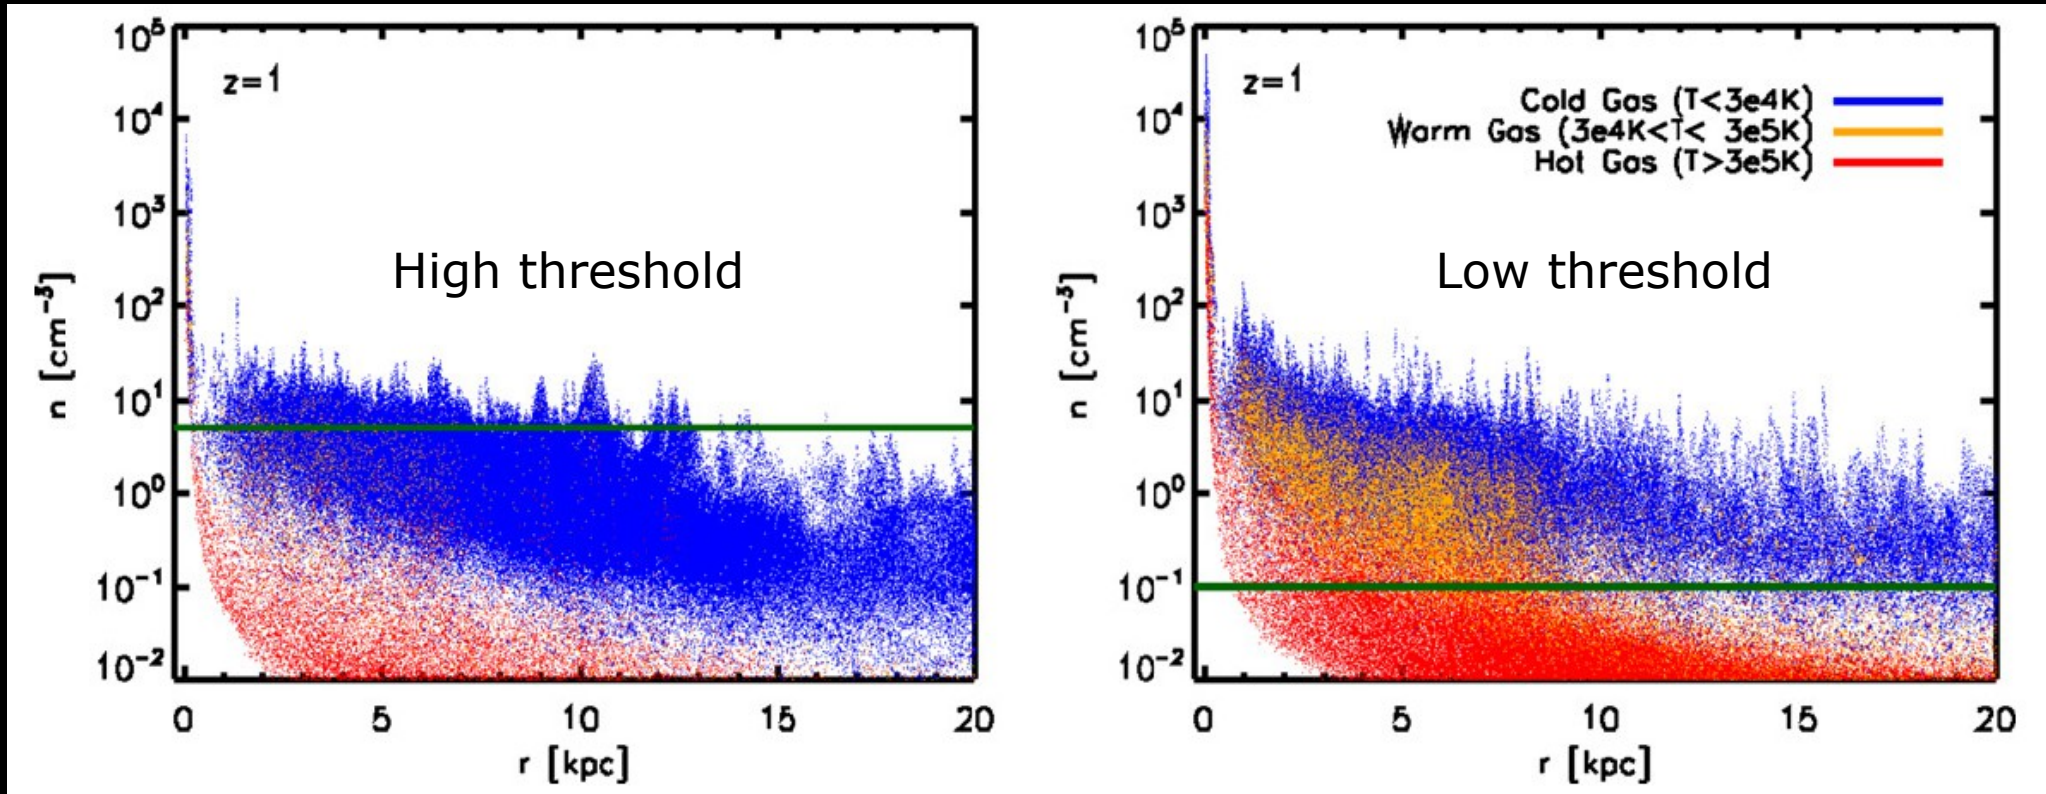 10⁵
z=1
10⁴
10³
High threshold
10²
n [cm⁻³]
10¹
10⁰
10⁻¹
10⁻²
0 5 10 15 20
r [kpc]
10⁵
z=1
Cold Gas (T<3e4K)
10⁴
Warm Gas (3e4K<T< 3e5K)
Hot Gas (T>3e5K)
10³
Low threshold
10²
n [cm⁻³]
10¹
10⁰
10⁻¹
10⁻²
0 5 10 15 20
r [kpc]